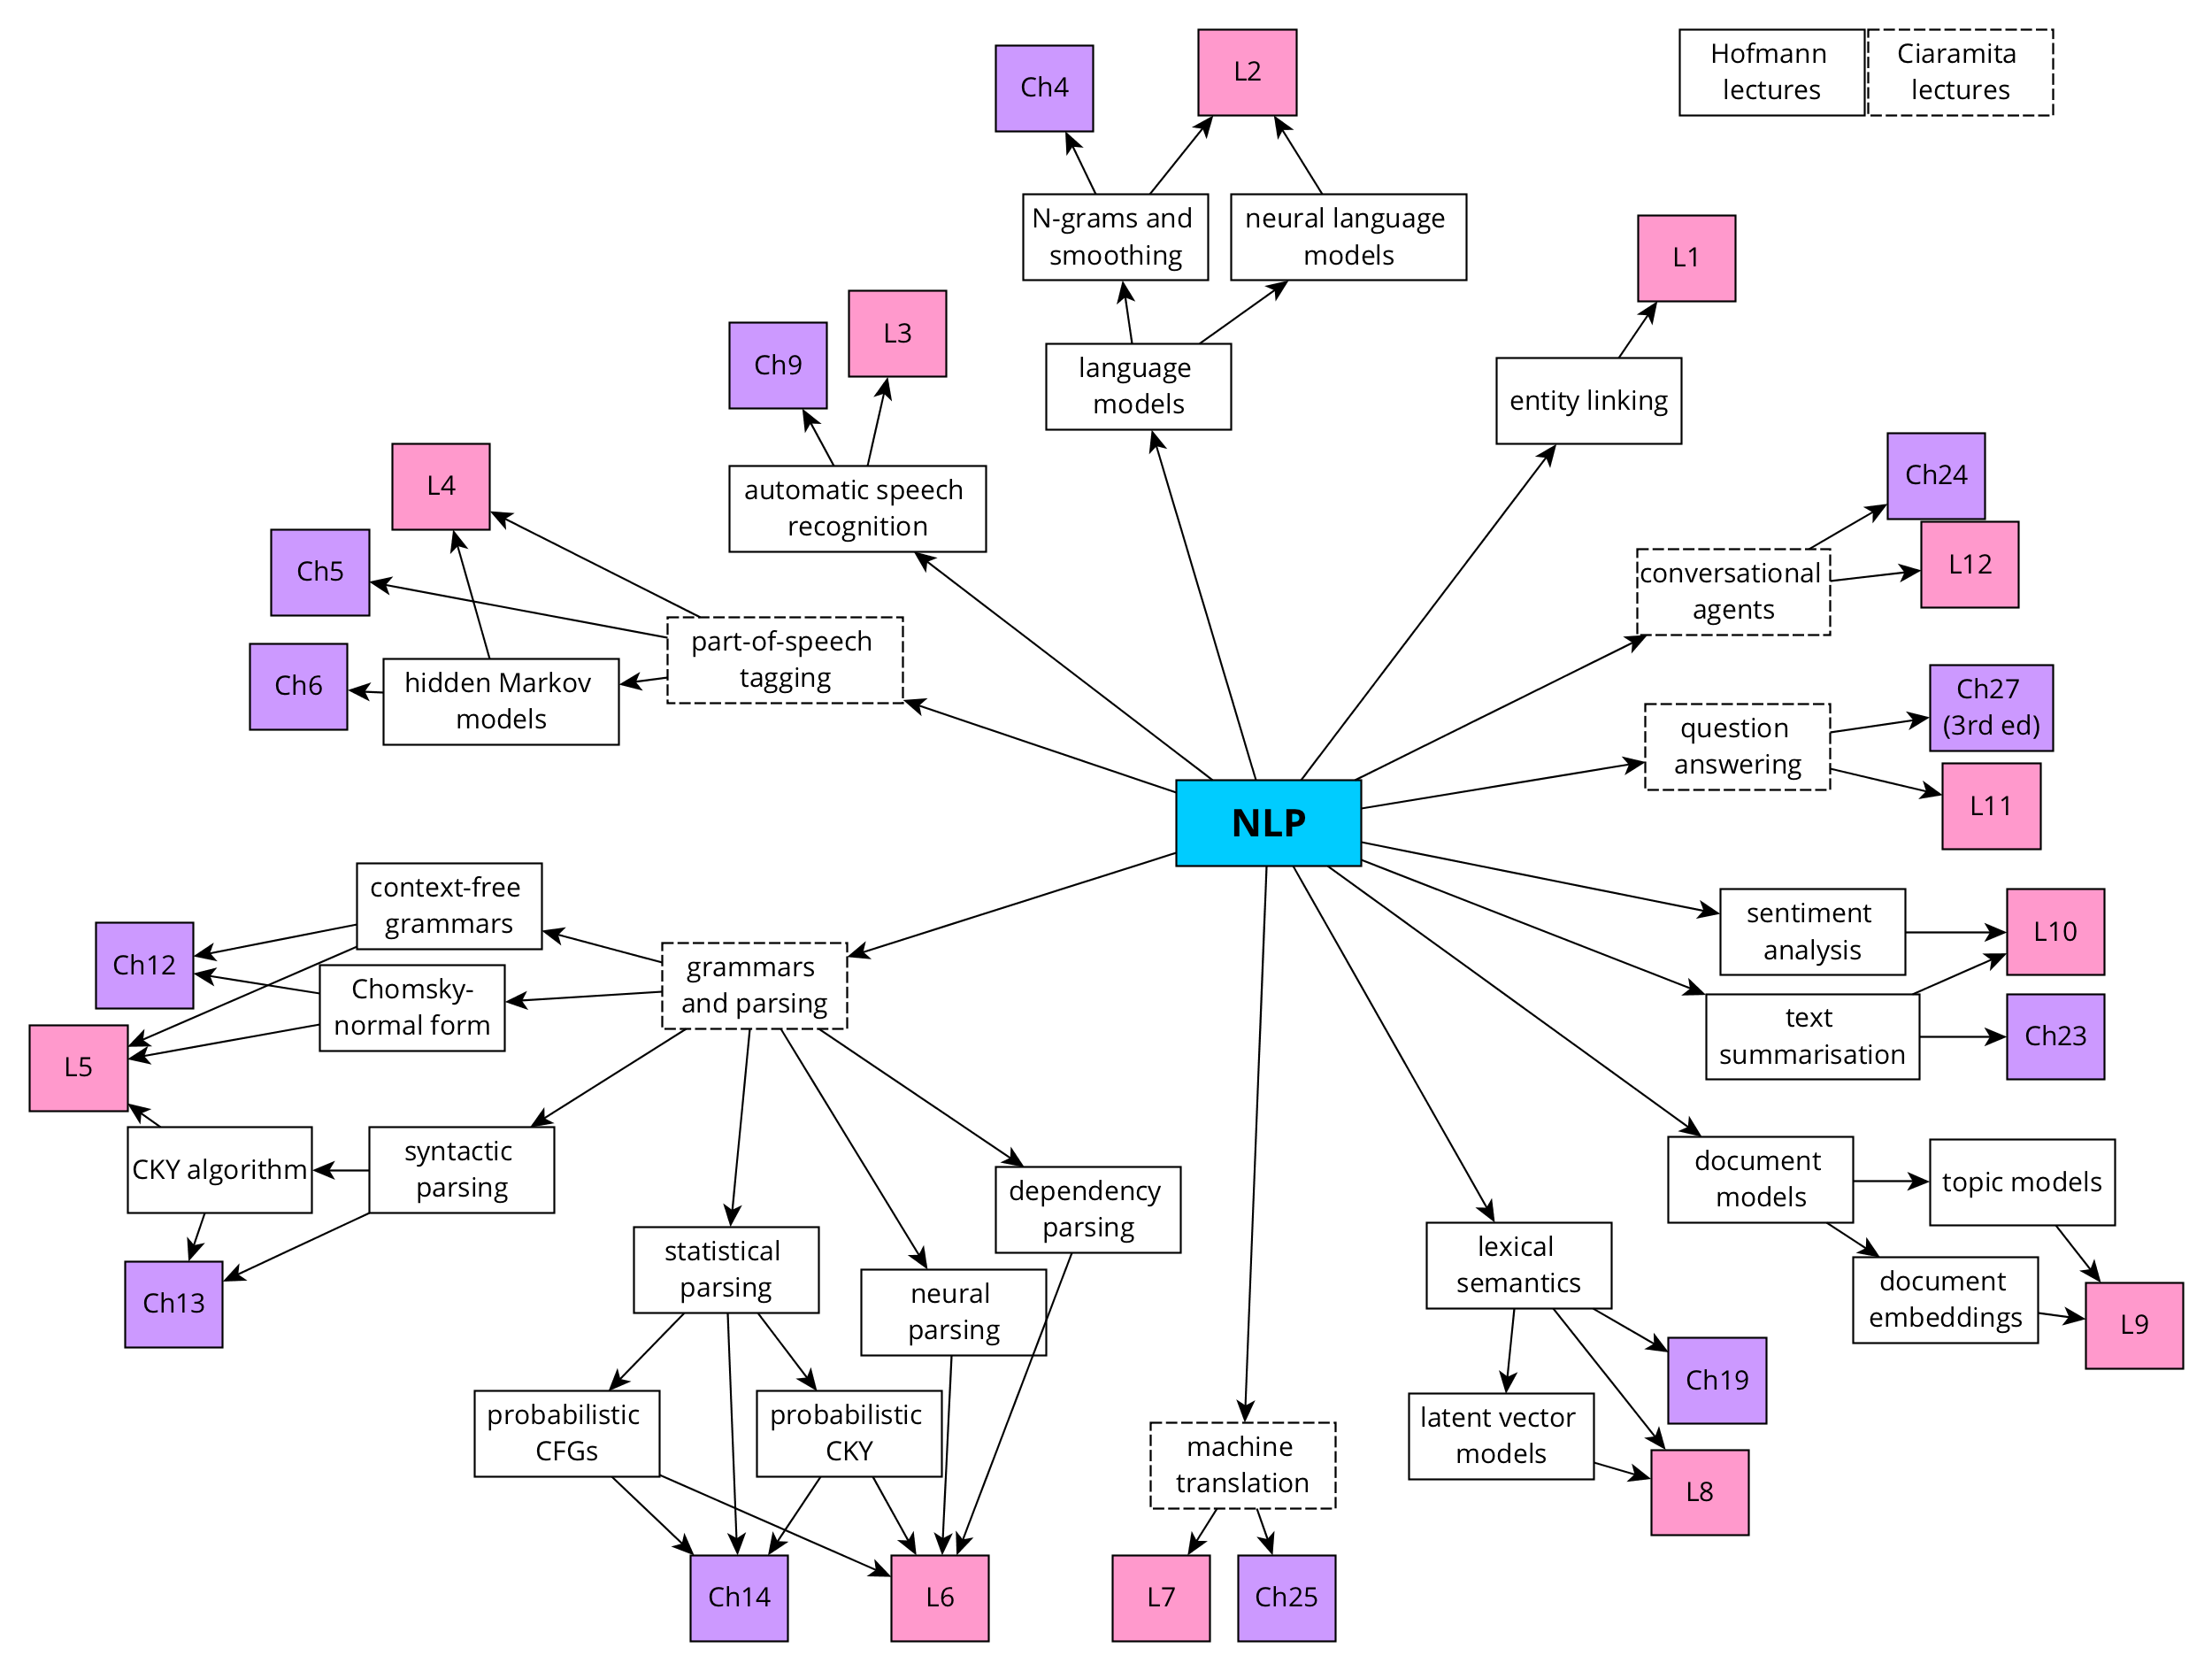 Hofmann
lectures
Ciaramita
lectures
Ch4
L2
N-grams and
smoothing
neural language
models
L1
L3
Ch9
language
models
entity linking
L4
automatic speech
recognition
Ch24
L12
Ch5
conversational
agents
part-of-speech
tagging
Ch6
hidden Markov
models
Ch27
(3rd ed)
question
answering
L11
NLP
context-free
grammars
sentiment
analysis
L10
Ch12
grammars
and parsing
Chomsky-
normal form
text
summarisation
Ch23
L5
CKY algorithm
syntactic
parsing
document
models
topic models
dependency
parsing
statistical
parsing
lexical
semantics
Ch13
neural
parsing
document
embeddings
L9
Ch19
probabilistic
CFGs
probabilistic
CKY
latent vector
models
machine
translation
L8
Ch14
L6
L7
Ch25